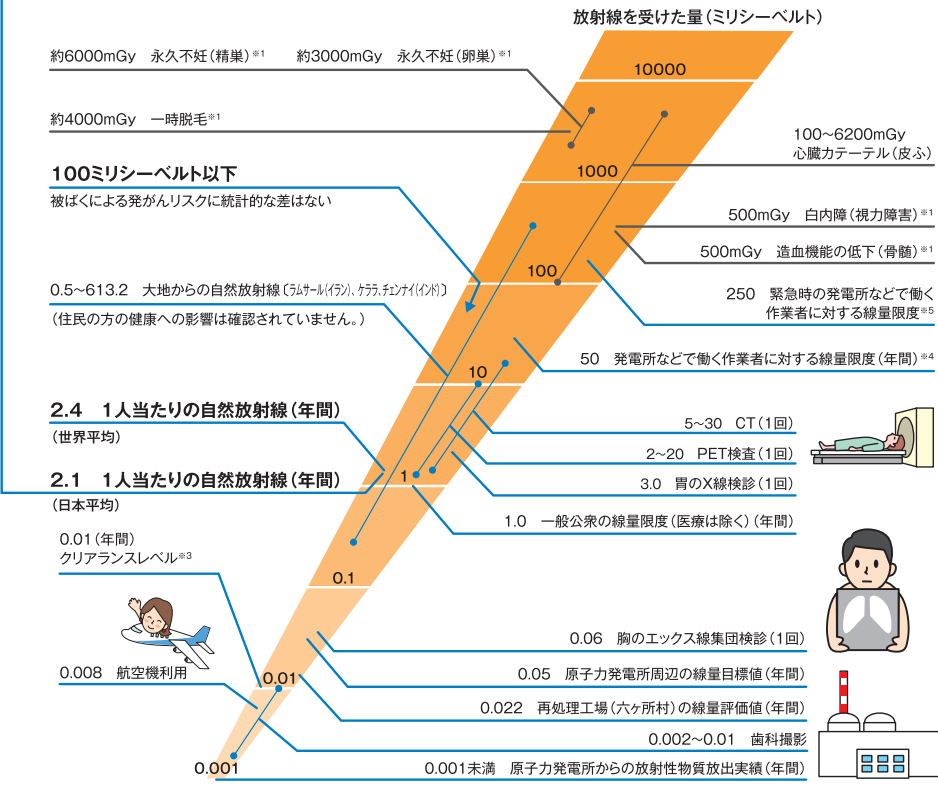 放射線を受けた量（ミリシーベルト）
約6000mGy　永久不妊（精巣）※1　　約3000mGy　永久不妊（卵巣）※1
10000
約4000mGy　一時脱毛※1
100～6200mGy
心臓カテーテル（皮ふ）
1000
100ミリシーベルト以下
被ばくによる発がんリスクに統計的な差はない
500mGy　白内障（視力障害）※1
500mGy　造血機能の低下（骨髄）※1
100
0.5～613.2　大地からの自然放射線〔ラムサール(イラン)、ケララ、チェンナイ(インド)〕
（住民の方の健康への影響は確認されていません。）
250　緊急時の発電所などで働く
作業者に対する線量限度※5
50　発電所などで働く作業者に対する線量限度（年間）※4
10
2.4　1人当たりの自然放射線（年間）
（世界平均）
5～30　CT（1回）
2～20　PET検査（1回）
2.1　1人当たりの自然放射線（年間）
（日本平均）
1
3.0　胃のX線検診（1回）
1.0　一般公衆の線量限度（医療は除く）（年間）
0.01（年間）
クリアランスレベル※3
0.1
0.06　胸のエックス線集団検診（1回）
0.008　航空機利用
0.01
0.05　原子力発電所周辺の線量目標値（年間）
0.022　再処理工場（六ヶ所村）の線量評価値（年間）
0.002～0.01　歯科撮影
0.001
0.001未満　原子力発電所からの放射性物質放出実績（年間）